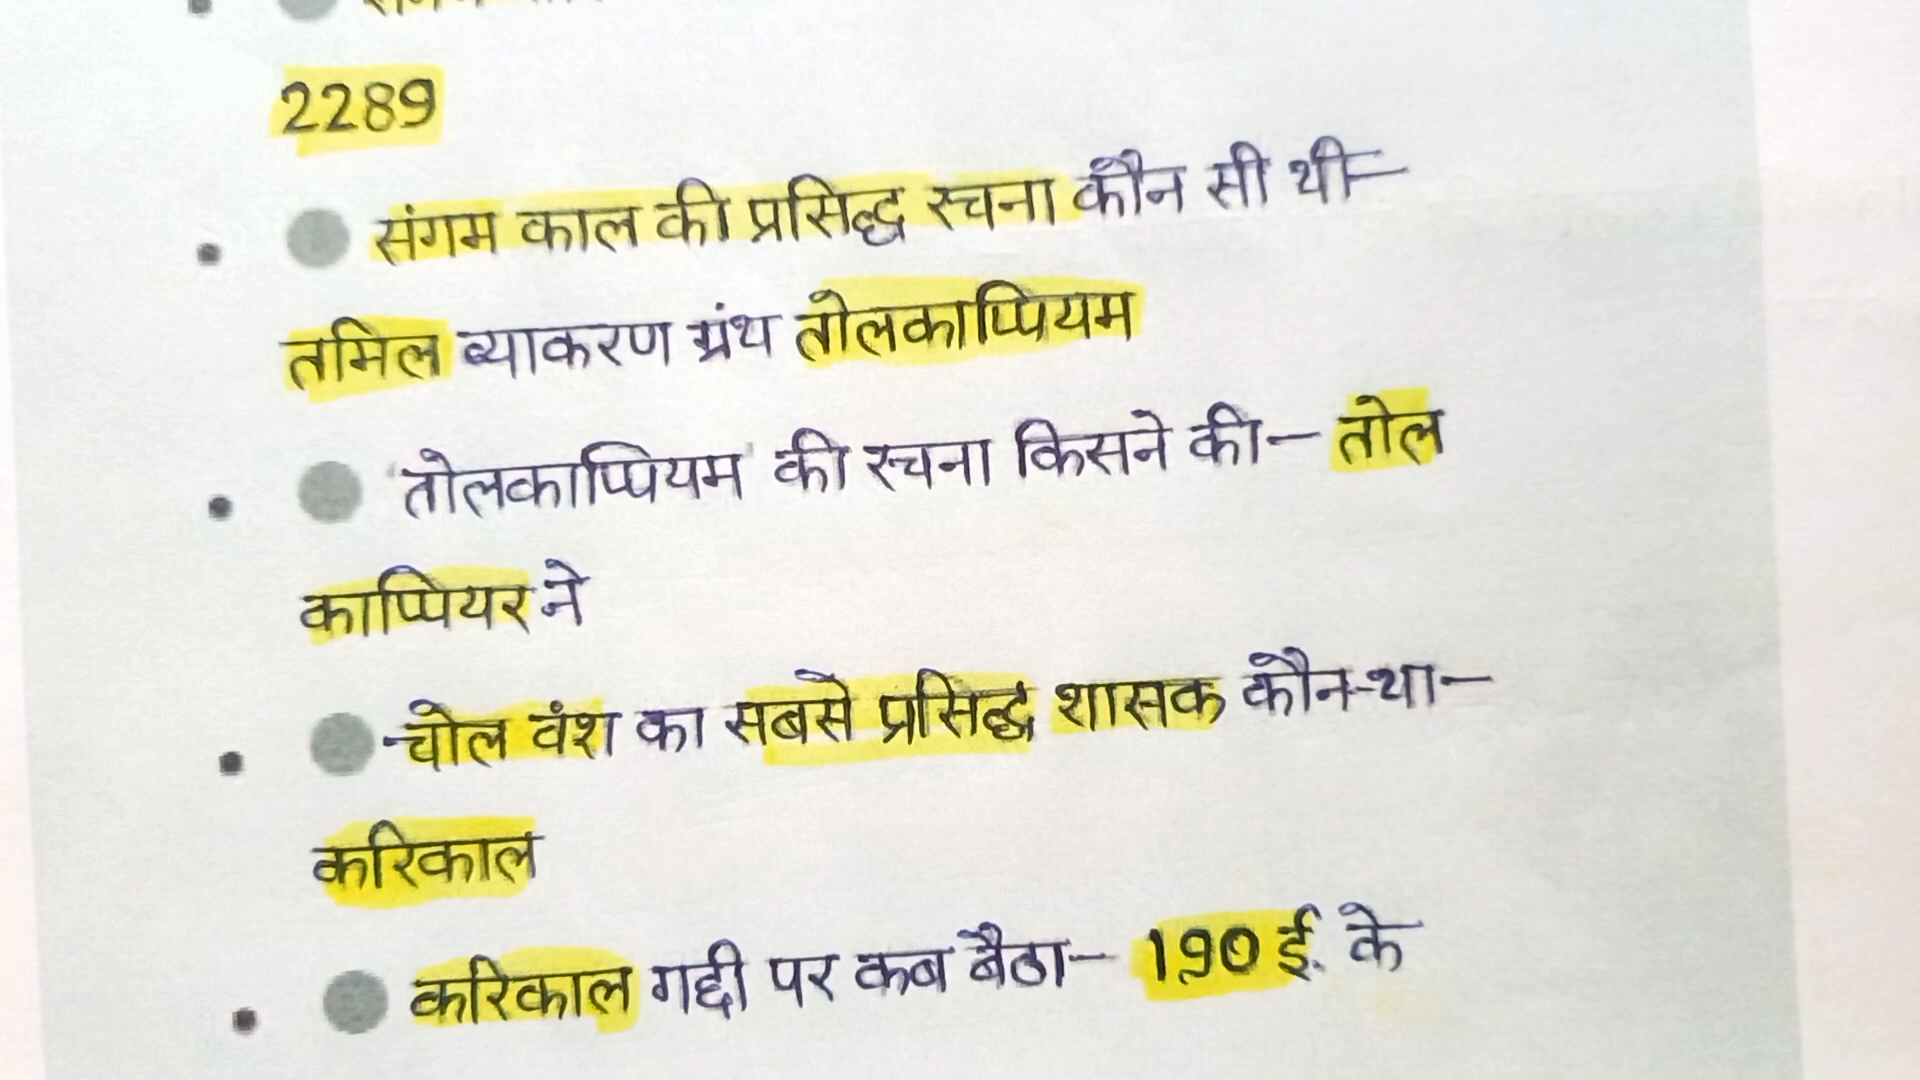 2289
संगम काल की प्रसिद्ध रचना कौन सी थी–
तमिल व्याकरण ग्रंथ तोलकाप्पियम
'तोलकाप्पियम' की रचना किसने की– तोल
काप्पियर ने
चोल वंश का सबसे प्रसिद्ध शासक कौन था–
करिकाल
करिकाल गद्दी पर कब बैठा– 190 ई. के